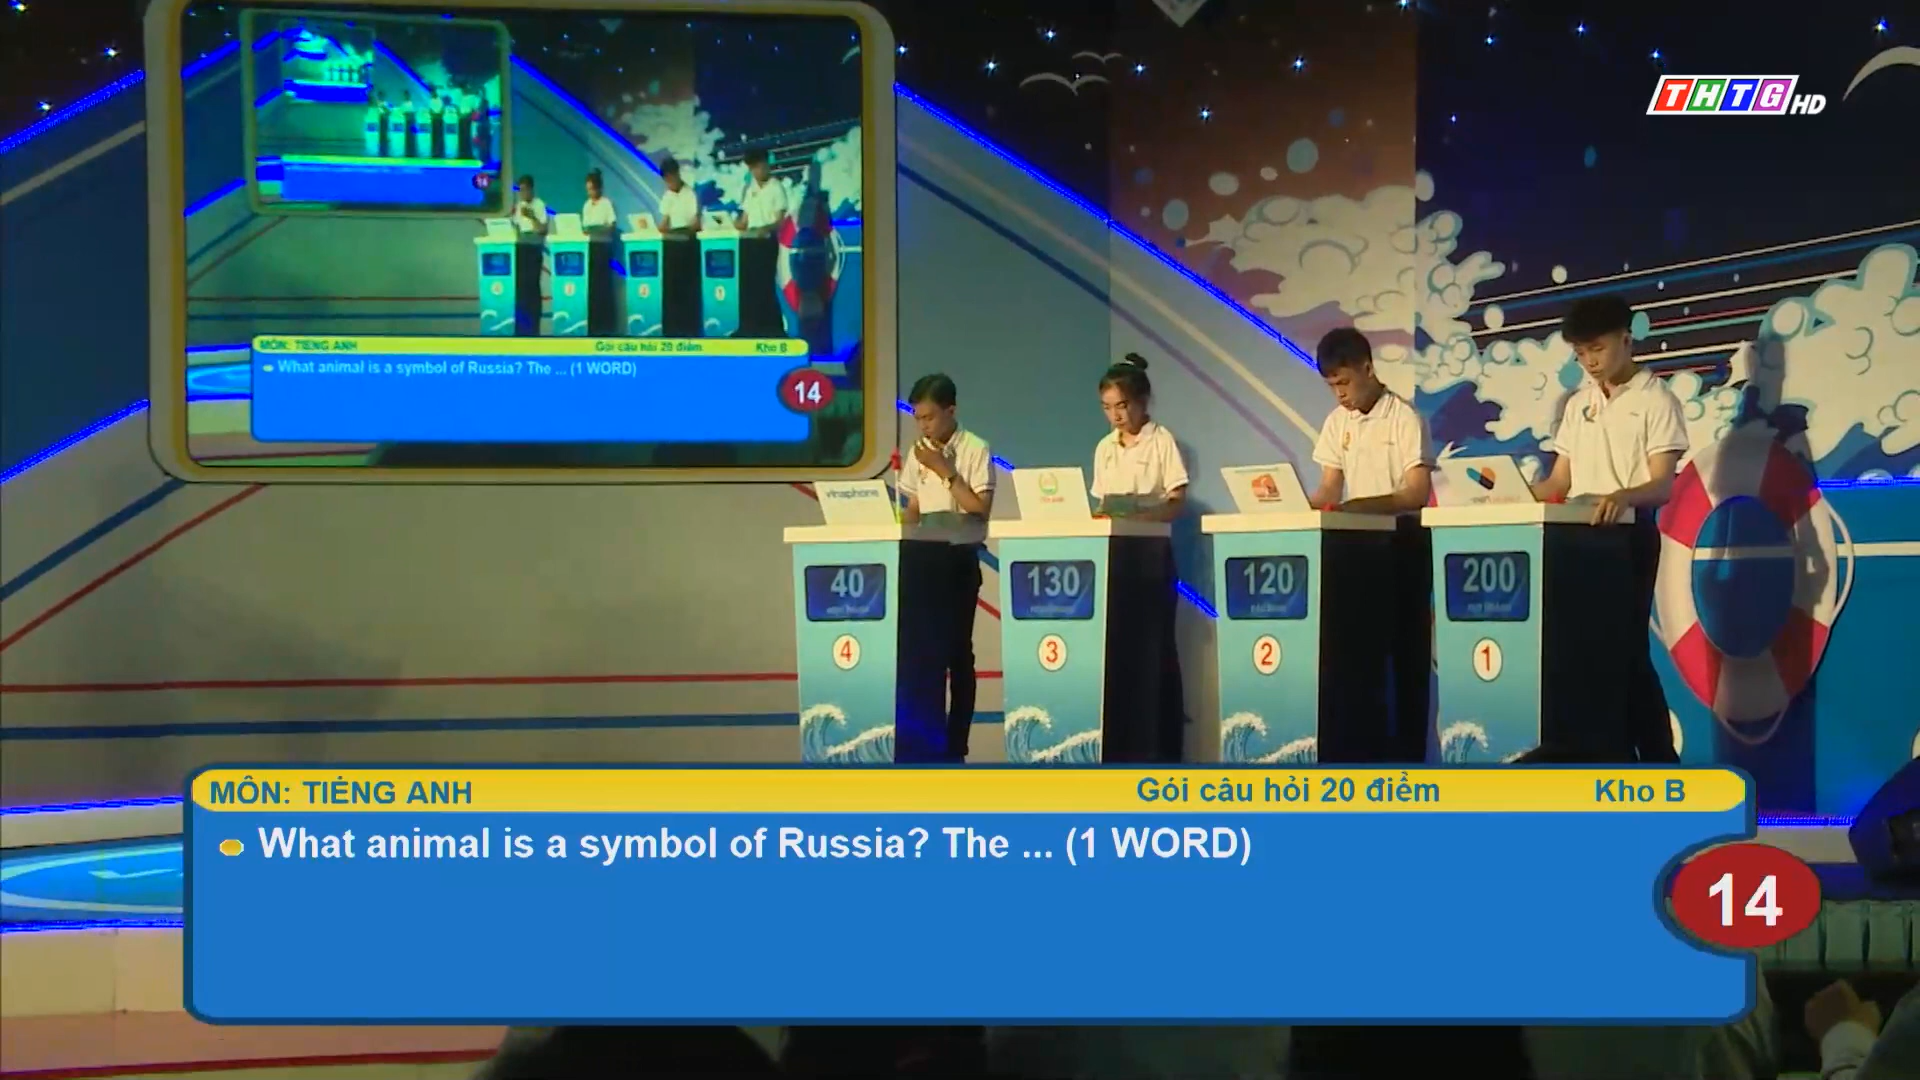 THTG HD
MÔN: TIẾNG ANH Gói câu hỏi 20 điểm Kho B
What animal is a symbol of Russia? The ... (1 WORD)
14
vinaphone
40
4
130
3
120
2
200
1
MÔN: TIẾNG ANH Gói câu hỏi 20 điểm Kho B
What animal is a symbol of Russia? The ... (1 WORD)
14